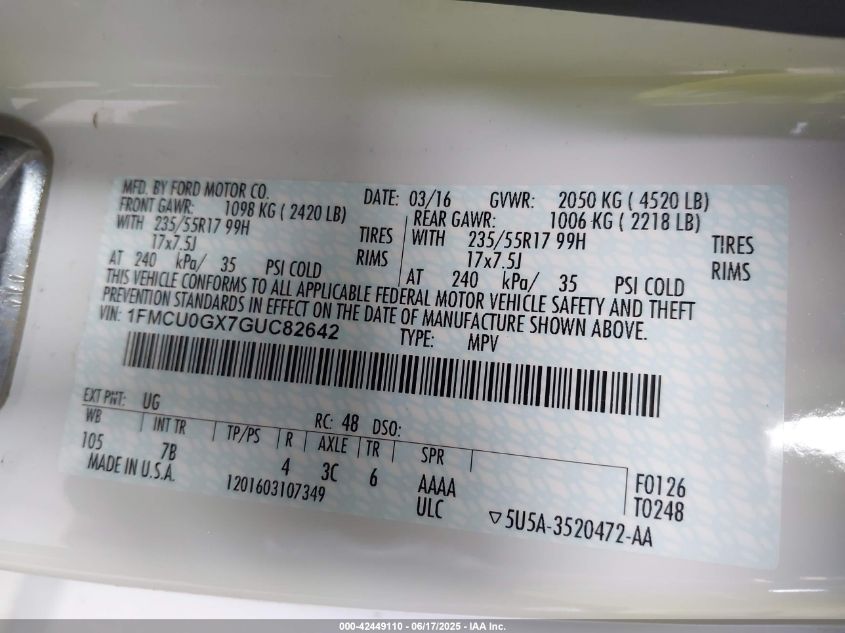 MFD. BY FORD MOTOR CO. DATE: 03/16 GVWR: 2050 KG ( 4520 LB)
FRONT GAWR: 1098 KG ( 2420 LB) REAR GAWR: 1006 KG ( 2218 LB)
WITH 235/55R17 99H TIRES WITH 235/55R17 99H TIRES
17x7.5J RIMS 17x7.5J RIMS
AT 240 kPa/ 35 PSI COLD AT 240 kPa/ 35 PSI COLD
THIS VEHICLE CONFORMS TO ALL APPLICABLE FEDERAL MOTOR VEHICLE SAFETY AND THEFT
PREVENTION STANDARDS IN EFFECT ON THE DATE OF MANUFACTURE SHOWN ABOVE.
VIN: 1FMCU0GX7GUC82642 TYPE: MPV
EXT PNT: UG RC: 48 DSO:
WB INT TR TP/PS R AXLE TR SPR
105 7B 4 3C 6 AAAA F0126
MADE IN U.S.A. 1201603107349 ULC T0248
▽5U5A-3520472-AA
000-42449110 - 06/17/2025 - IAA Inc.